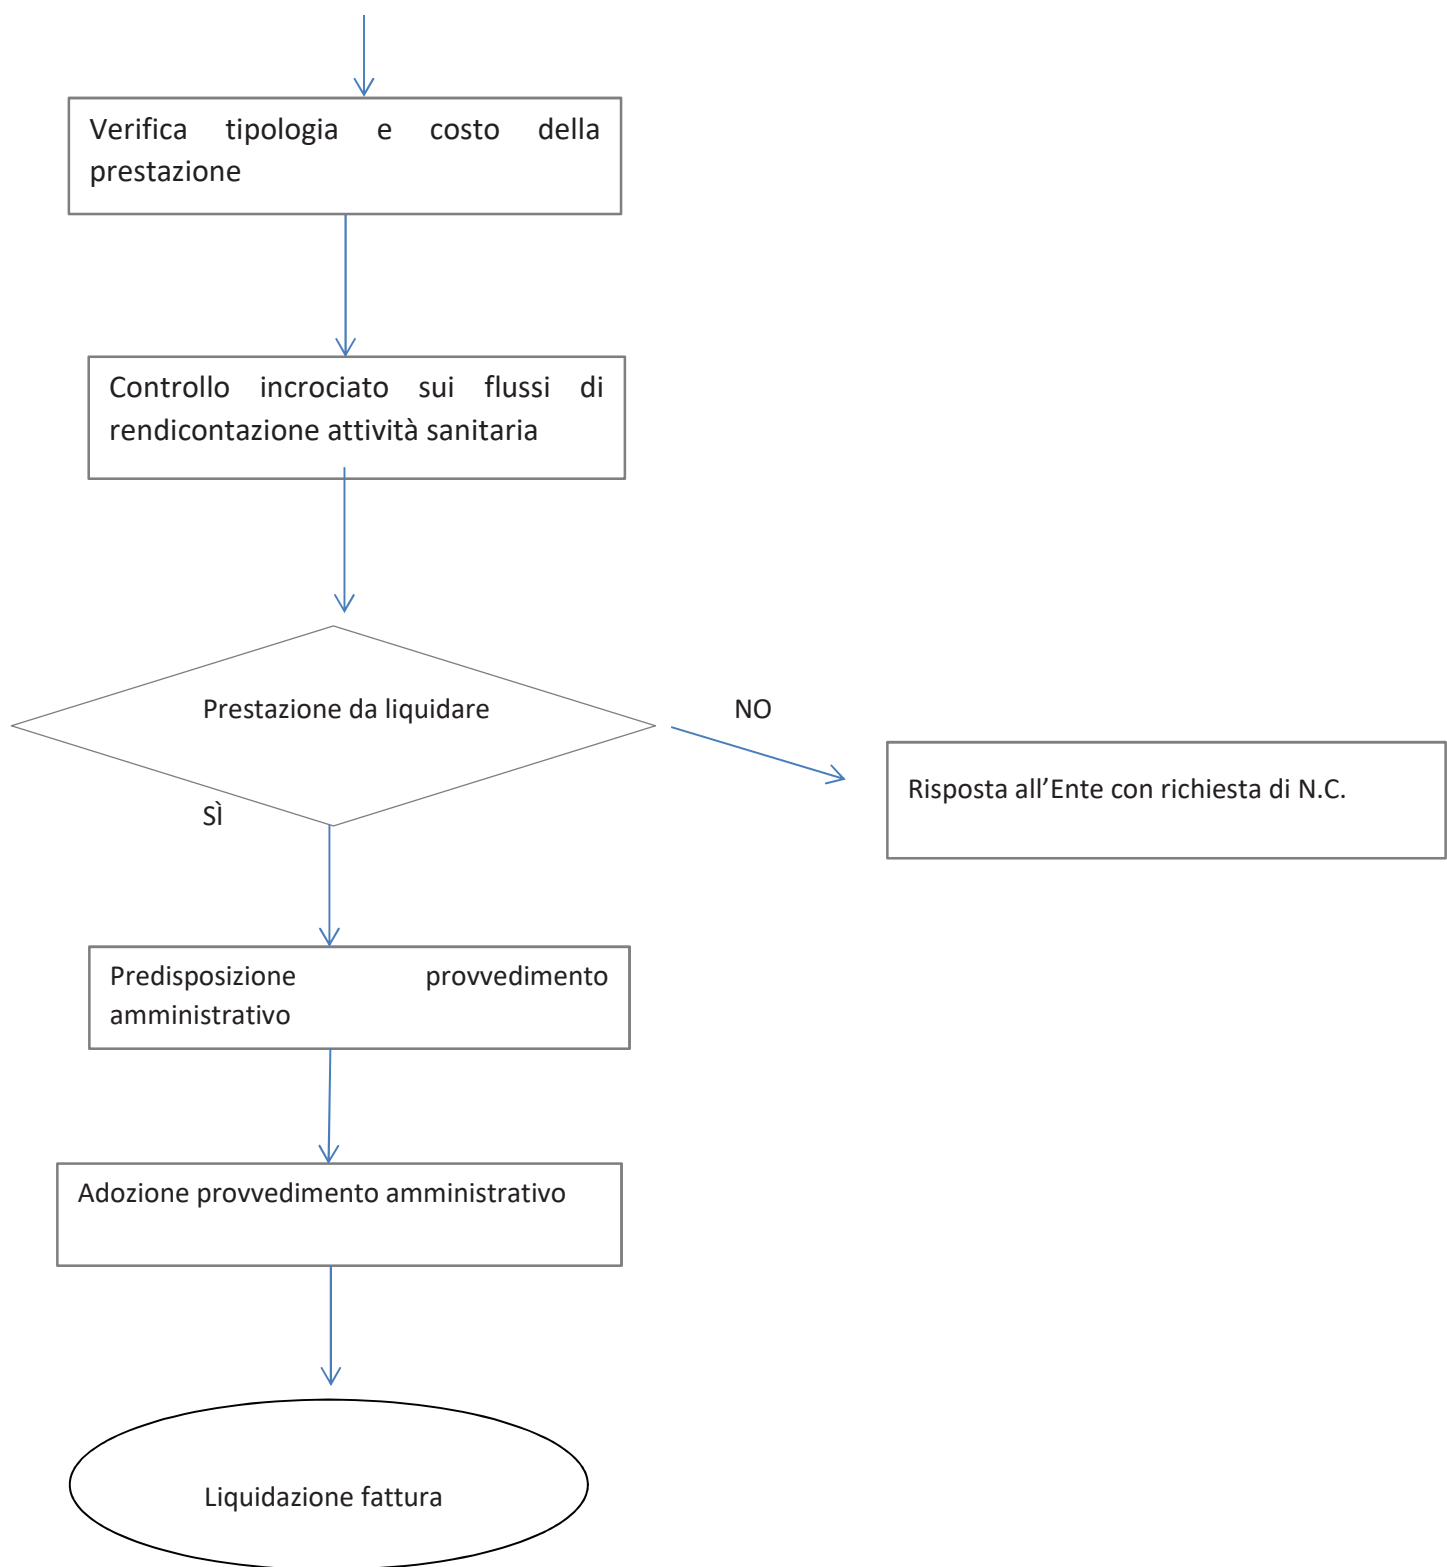 Verifica tipologia e costo della
prestazione
Controllo incrociato sui flussi di
rendicontazione attività sanitaria
Prestazione da liquidare
NO
Risposta all’Ente con richiesta di N.C.
SÌ
Predisposizione provvedimento
amministrativo
Adozione provvedimento amministrativo
Liquidazione fattura